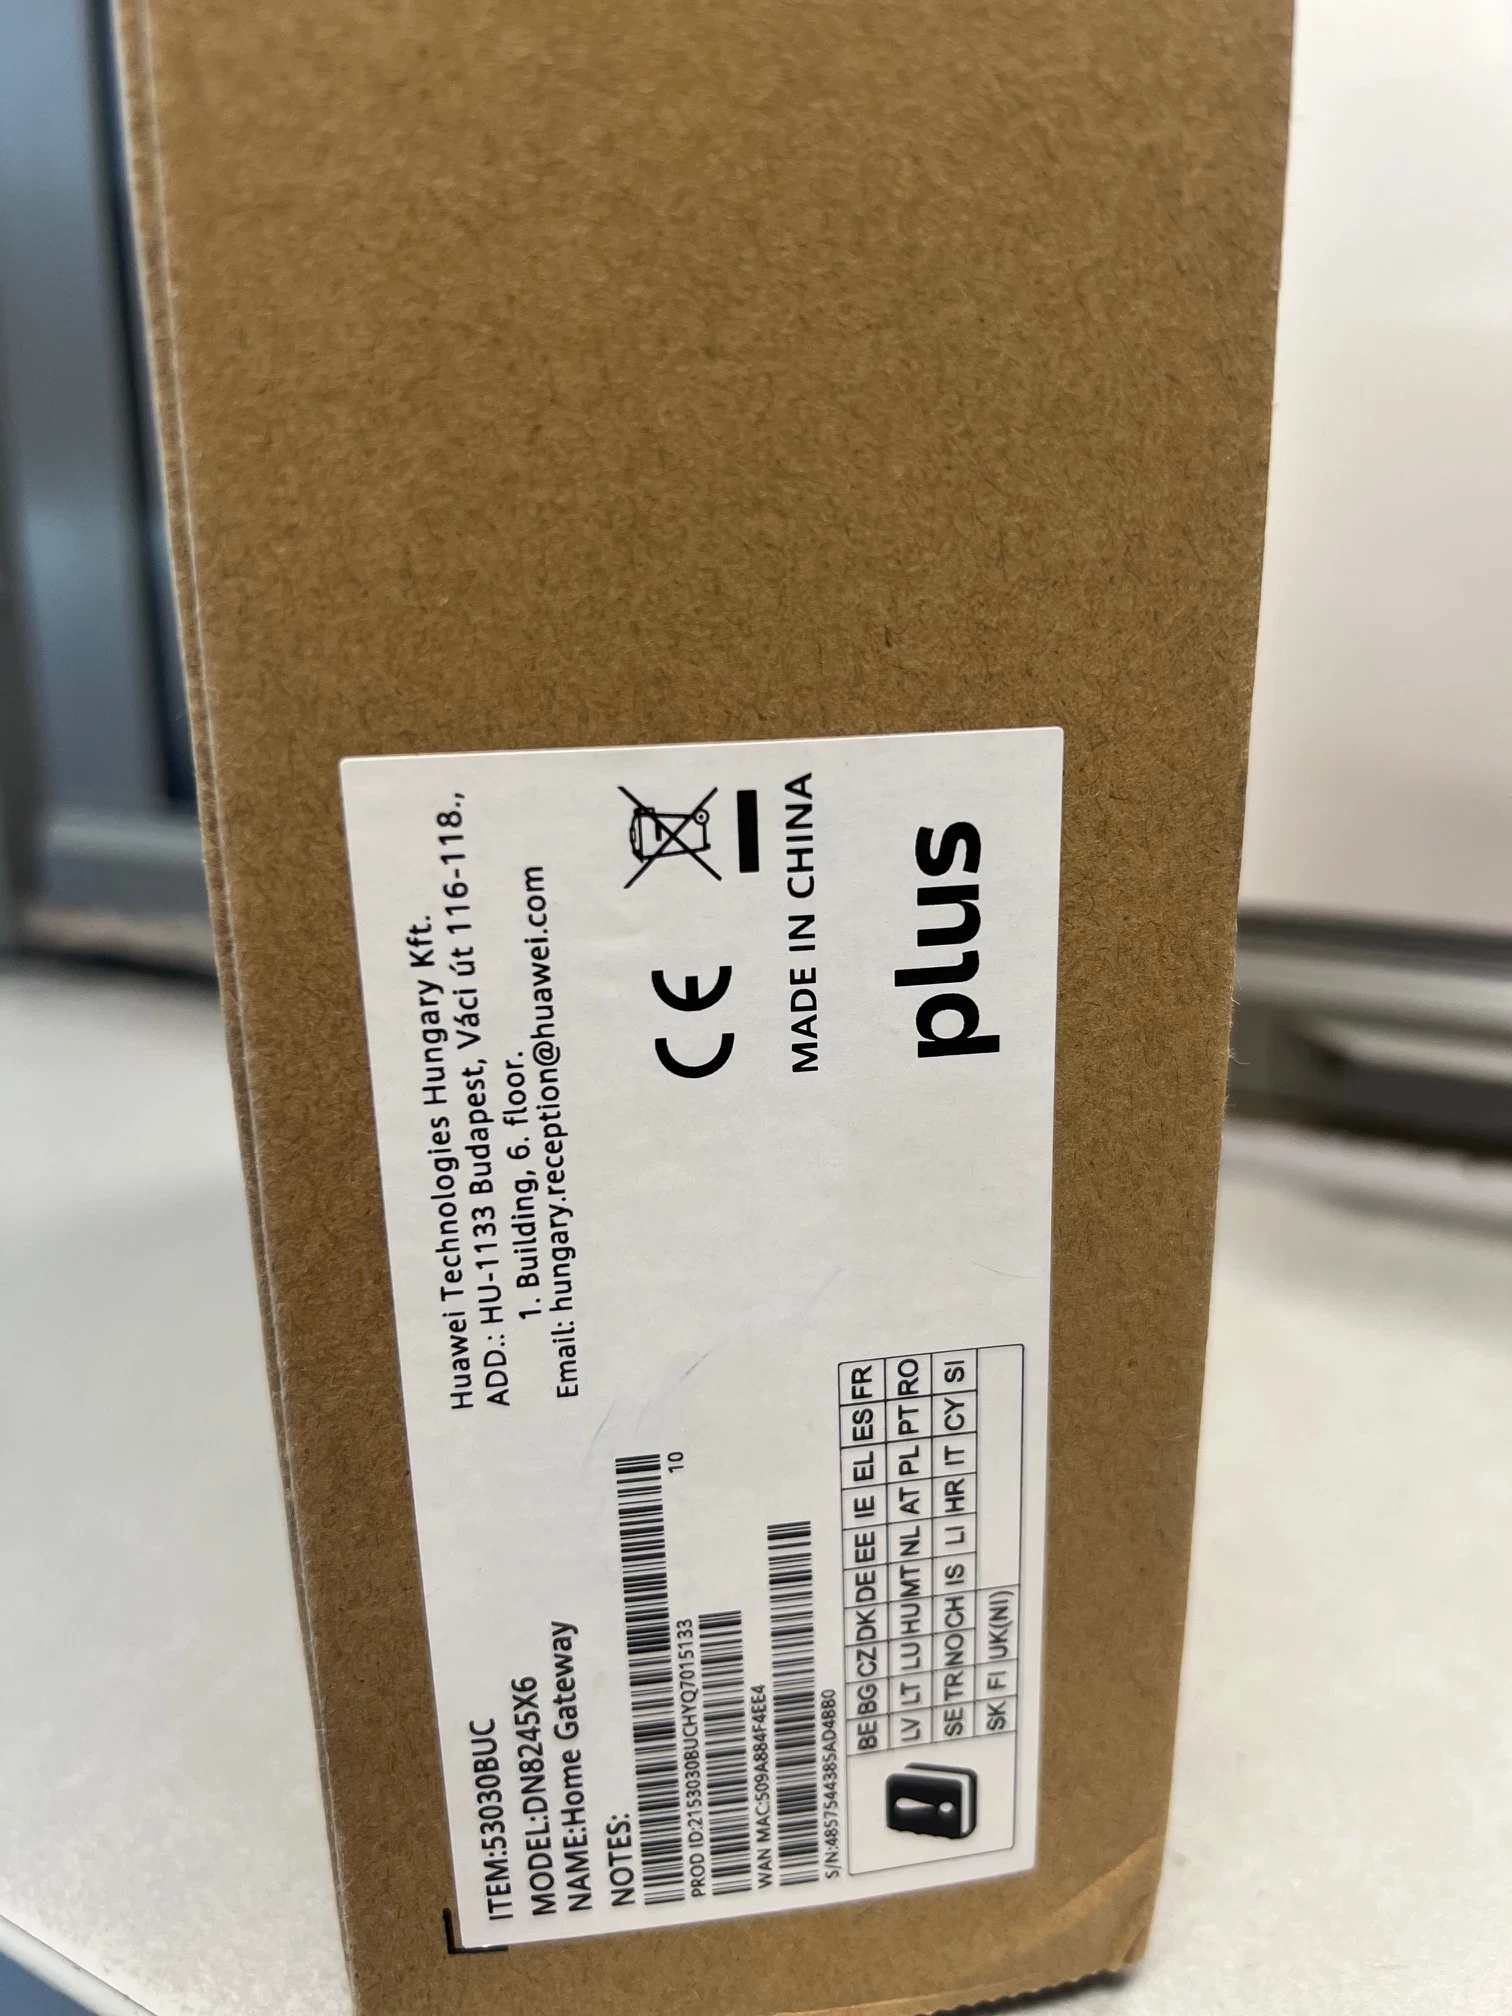 Huawei Technologies Hungary Kft.
ADD.: HU-1133 Budapest, Váci út 116-118.,
1. Building, 6. floor.
Email: hungary.reception@huawei.com
ITEM:53030BUC
MODEL:DN8245X6
NAME:Home Gateway
NOTES:
10
PROD ID:2153030BUCHYQ7015133
WAN MAC:509A884F4EE4
S/N:485754438​5AD48B0
CE
MADE IN CHINA
plus
BE BG CZ DK DE EE IE EL ES FR
LV LT LU HU MT NL AT PL PT RO
SE TR NO CH IS LI HR IT CY SI
SK FI UK(NI)